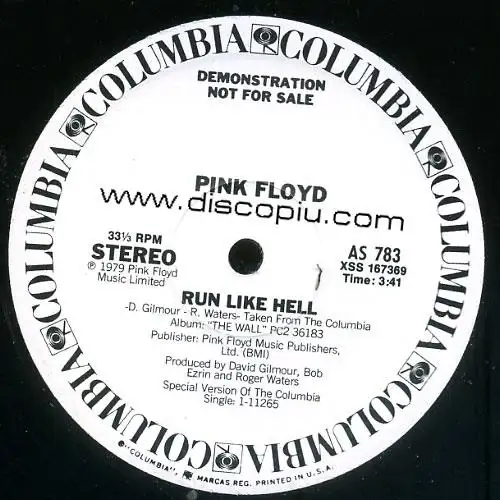 COLUMBIA COLUMBIA COLUMBIA COLUMBIA COLUMBIA COLUMBIA
DEMONSTRATION
NOT FOR SALE
PINK FLOYD
www.discopiu.com
33⅓ RPM
STEREO
℗ 1979 Pink Floyd
Music Limited
AS 783
XSS 167369
Time: 3:41
RUN LIKE HELL
-D. Gilmour - R. Waters- Taken From The Columbia
Album: "THE WALL" PC2 36183
Publisher: Pink Floyd Music Publishers,
Ltd. (BMI)
Produced by David Gilmour, Bob
Ezrin and Roger Waters
Special Version Of The Columbia
Single: 1-11265
"COLUMBIA", MARCAS REG. PRINTED IN U.S.A.